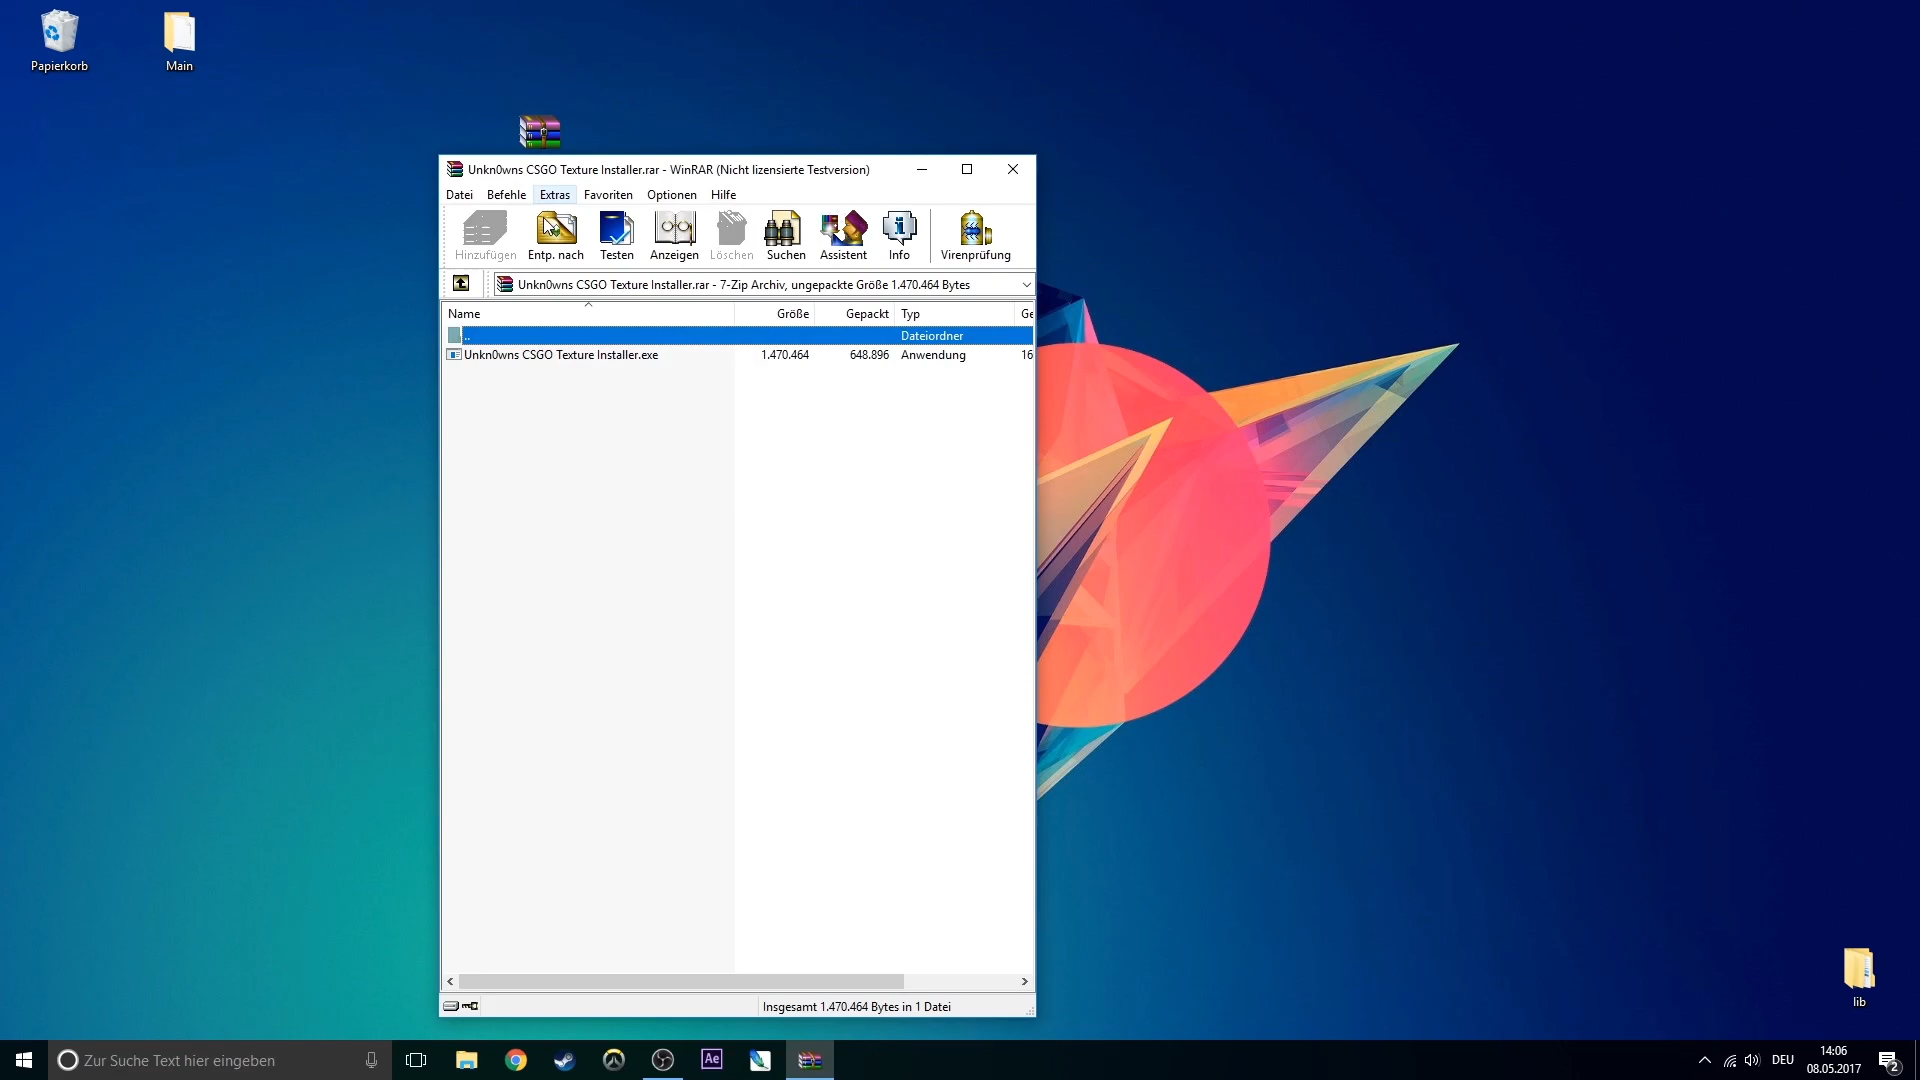 Papierkorb
Main
Unkn0wns CSGO Texture Installer.rar - WinRAR (Nicht lizensierte Testversion)
Datei Befehle Extras Favoriten Optionen Hilfe
Hinzufügen Entp. nach Testen Anzeigen Löschen Suchen Assistent Info Virenprüfung
Unkn0wns CSGO Texture Installer.rar - 7-Zip Archiv, ungepackte Größe 1.470.464 Bytes
Name Größe Gepackt Typ Ge
.. Dateiordner
Unkn0wns CSGO Texture Installer.exe 1.470.464 648.896 Anwendung 16
Insgesamt 1.470.464 Bytes in 1 Datei
lib
Zur Suche Text hier eingeben
Ae
DEU
14:06
08.05.2017
2